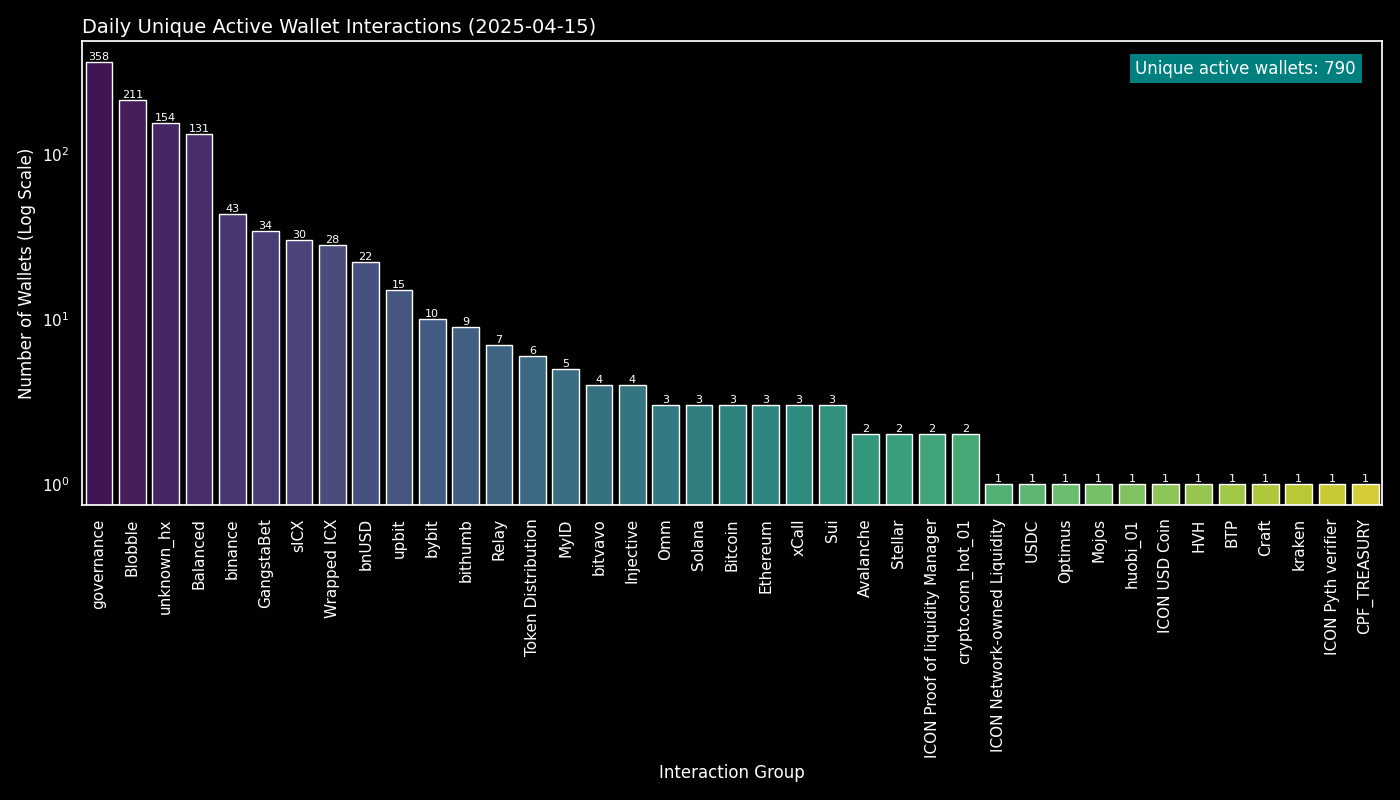 Daily Unique Active Wallet Interactions (2025-04-15)
Unique active wallets: 790
Number of Wallets (Log Scale)
10²
10¹
10⁰
358
211
154
131
43
34
30
28
22
15
10
9
7
6
5
4
4
3
3
3
3
3
3
2
2
2
2
1
1
1
1
1
1
1
1
1
1
1
1
governance
Blobble
unknown_hx
Balanced
binance
GangstaBet
sICX
Wrapped ICX
bnUSD
upbit
bybit
bithumb
Relay
Token Distribution
MyID
bitvavo
Injective
Omm
Solana
Bitcoin
Ethereum
xCall
Sui
Avalanche
Stellar
ICON Proof of liquidity Manager
crypto.com_hot_01
ICON Network-owned Liquidity
USDC
Optimus
Mojos
huobi_01
ICON USD Coin
HVH
BTP
Craft
kraken
ICON Pyth verifier
CPF_TREASURY
Interaction Group